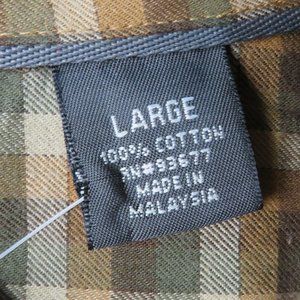 LARGE
100% COTTON
RN#93677
MADE IN
MALAYSIA